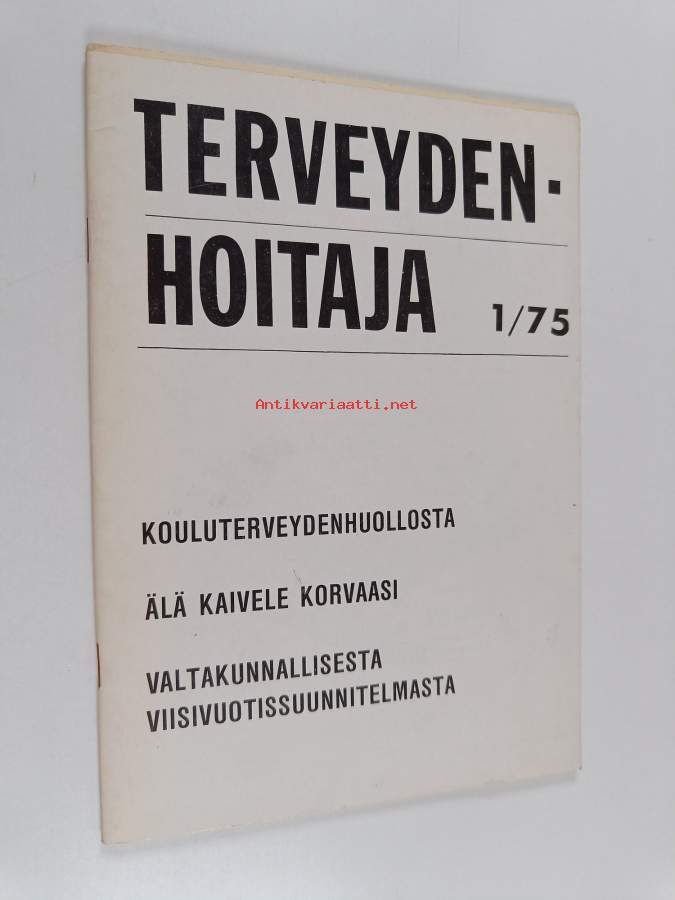 TERVEYDEN-
HOITAJA 1/75
Antikvariaatti.net
KOULUTERVEYDENHUOLLOSTA
ÄLÄ KAIVELE KORVAASI
VALTAKUNNALLISESTA
VIISIVUOTISSUUNNITELMASTA